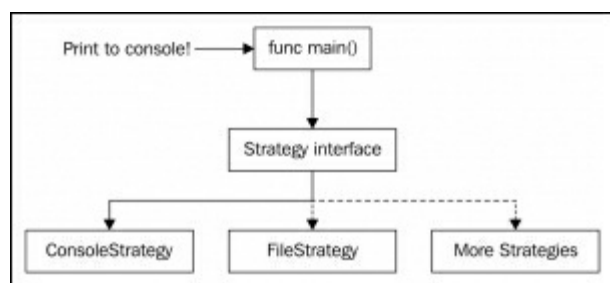 Print to console!
func main()
Strategy interface
ConsoleStrategy
FileStrategy
More Strategies